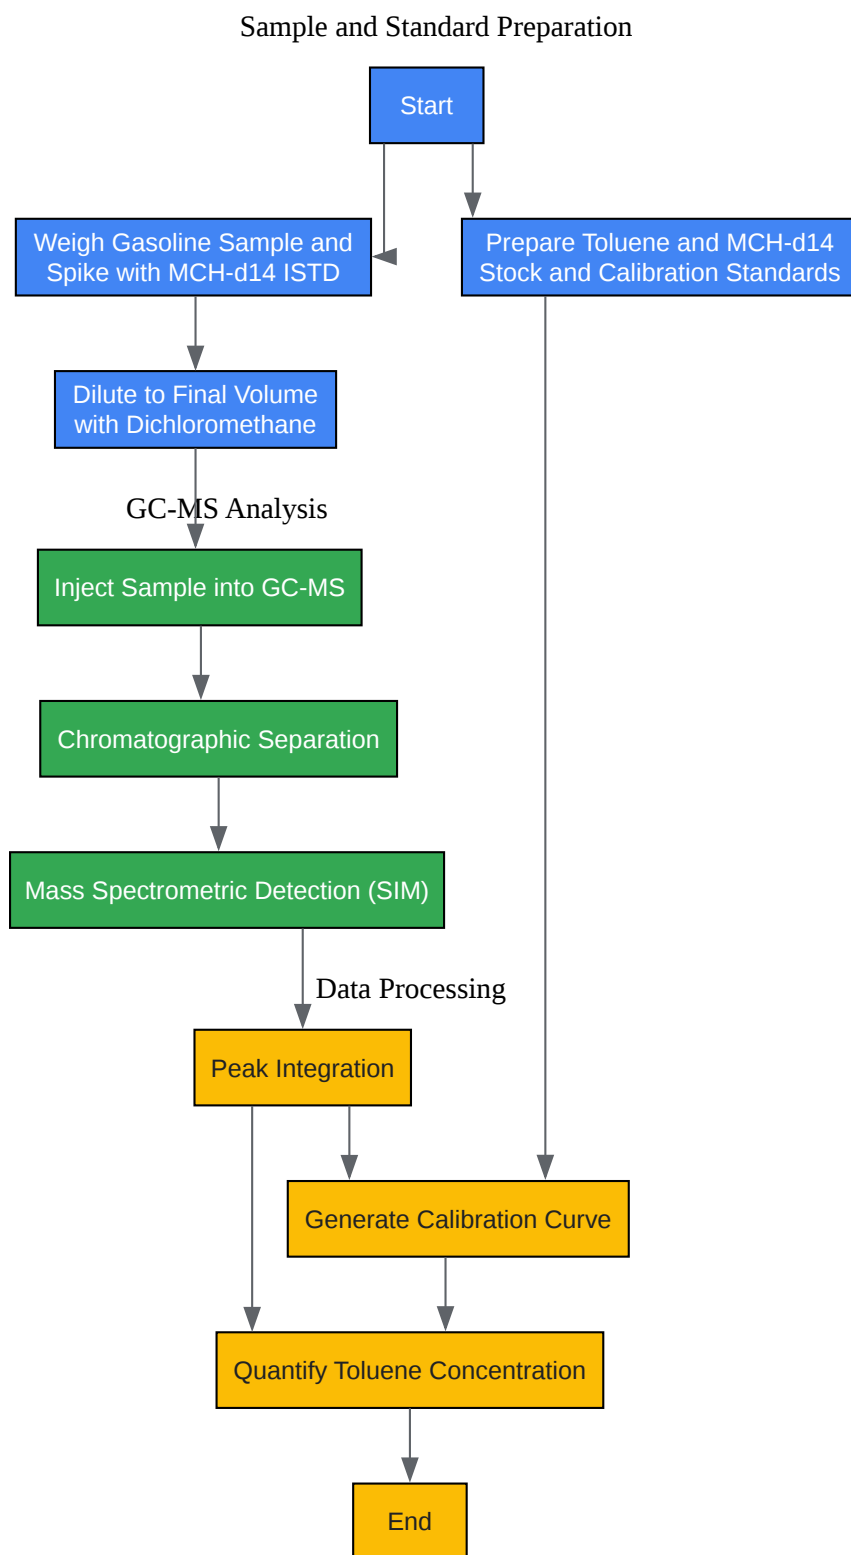 Sample and Standard Preparation
Start
Weigh Gasoline Sample and
Spike with MCH-d14 ISTD
Prepare Toluene and MCH-d14
Stock and Calibration Standards
Dilute to Final Volume
with Dichloromethane
GC-MS Analysis
Inject Sample into GC-MS
Chromatographic Separation
Mass Spectrometric Detection (SIM)
Data Processing
Peak Integration
Generate Calibration Curve
Quantify Toluene Concentration
End